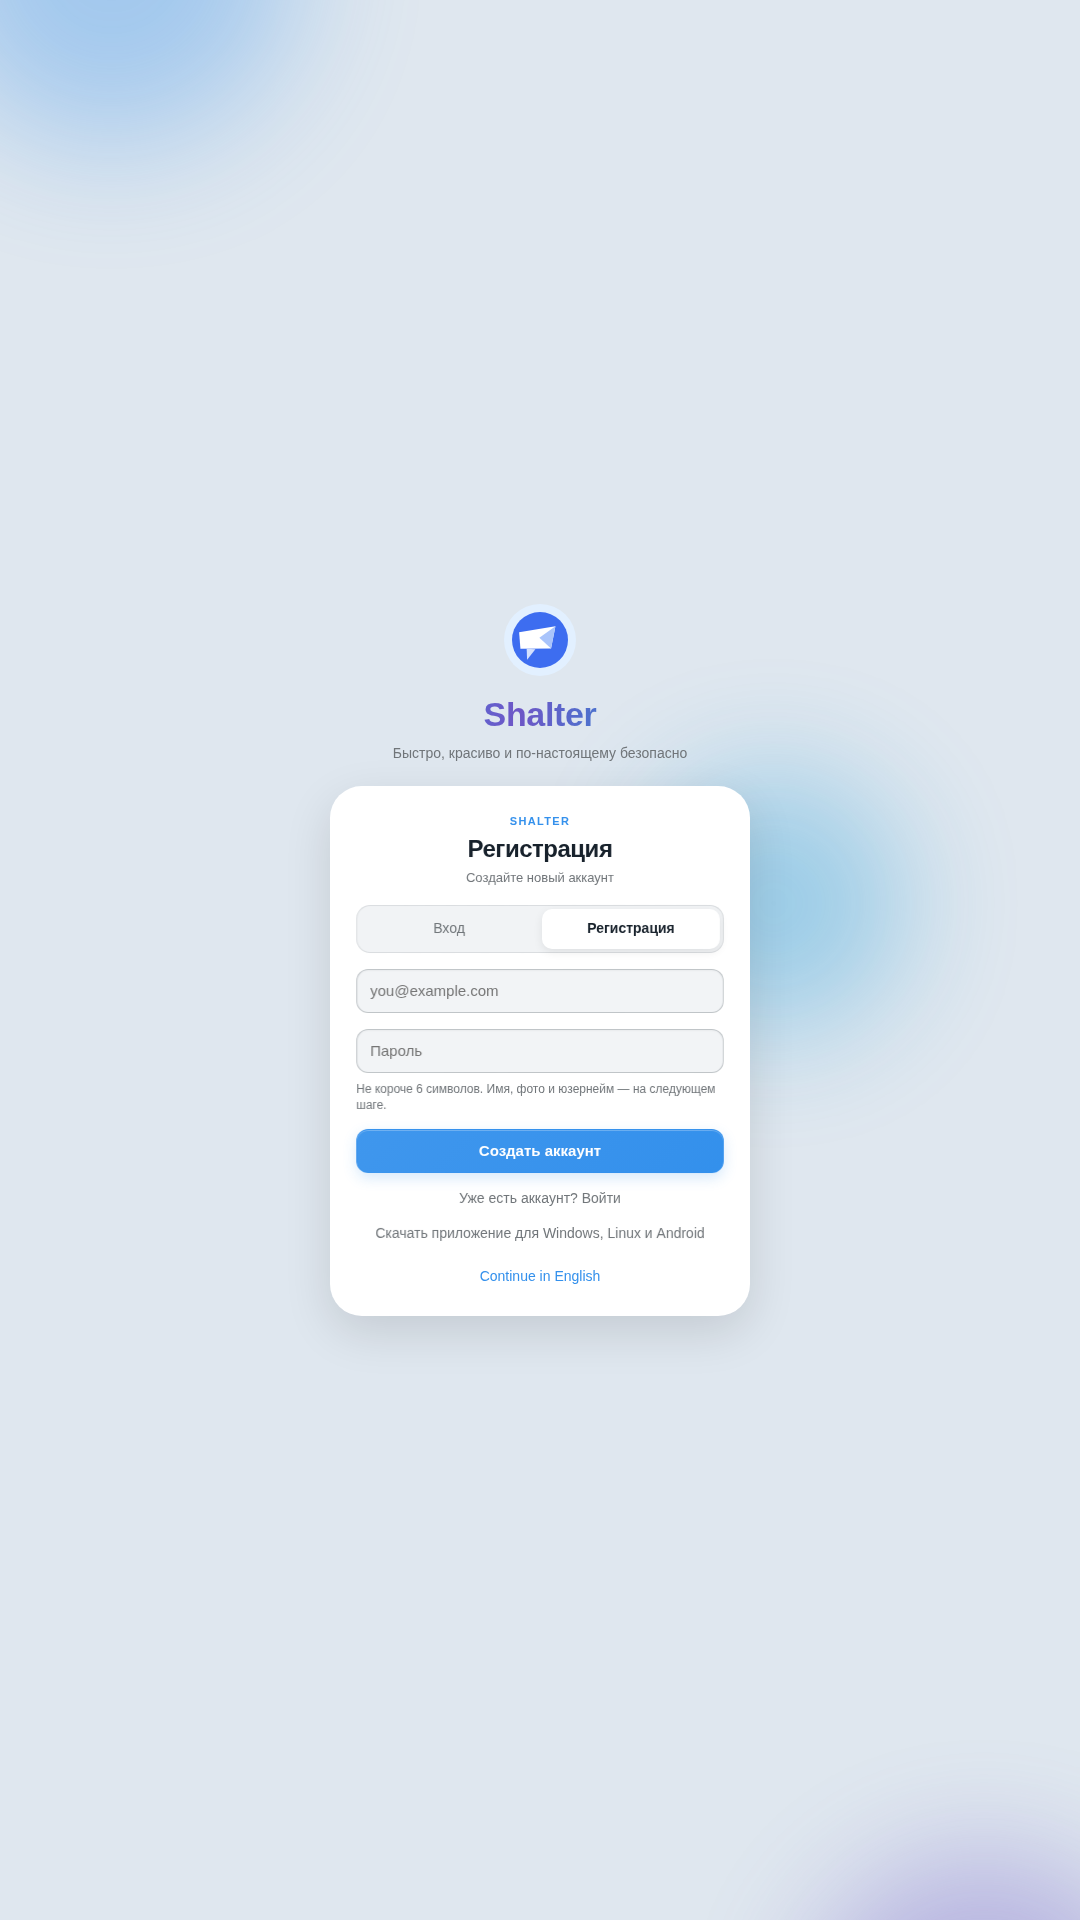 Shalter
Быстро, красиво и по-настоящему безопасно
SHALTER
Регистрация
Создайте новый аккаунт
Вход
Регистрация
you@example.com
Пароль
Не короче 6 символов. Имя, фото и юзернейм — на следующем
шаге.
Создать аккаунт
Уже есть аккаунт? Войти
Скачать приложение для Windows, Linux и Android
Continue in English